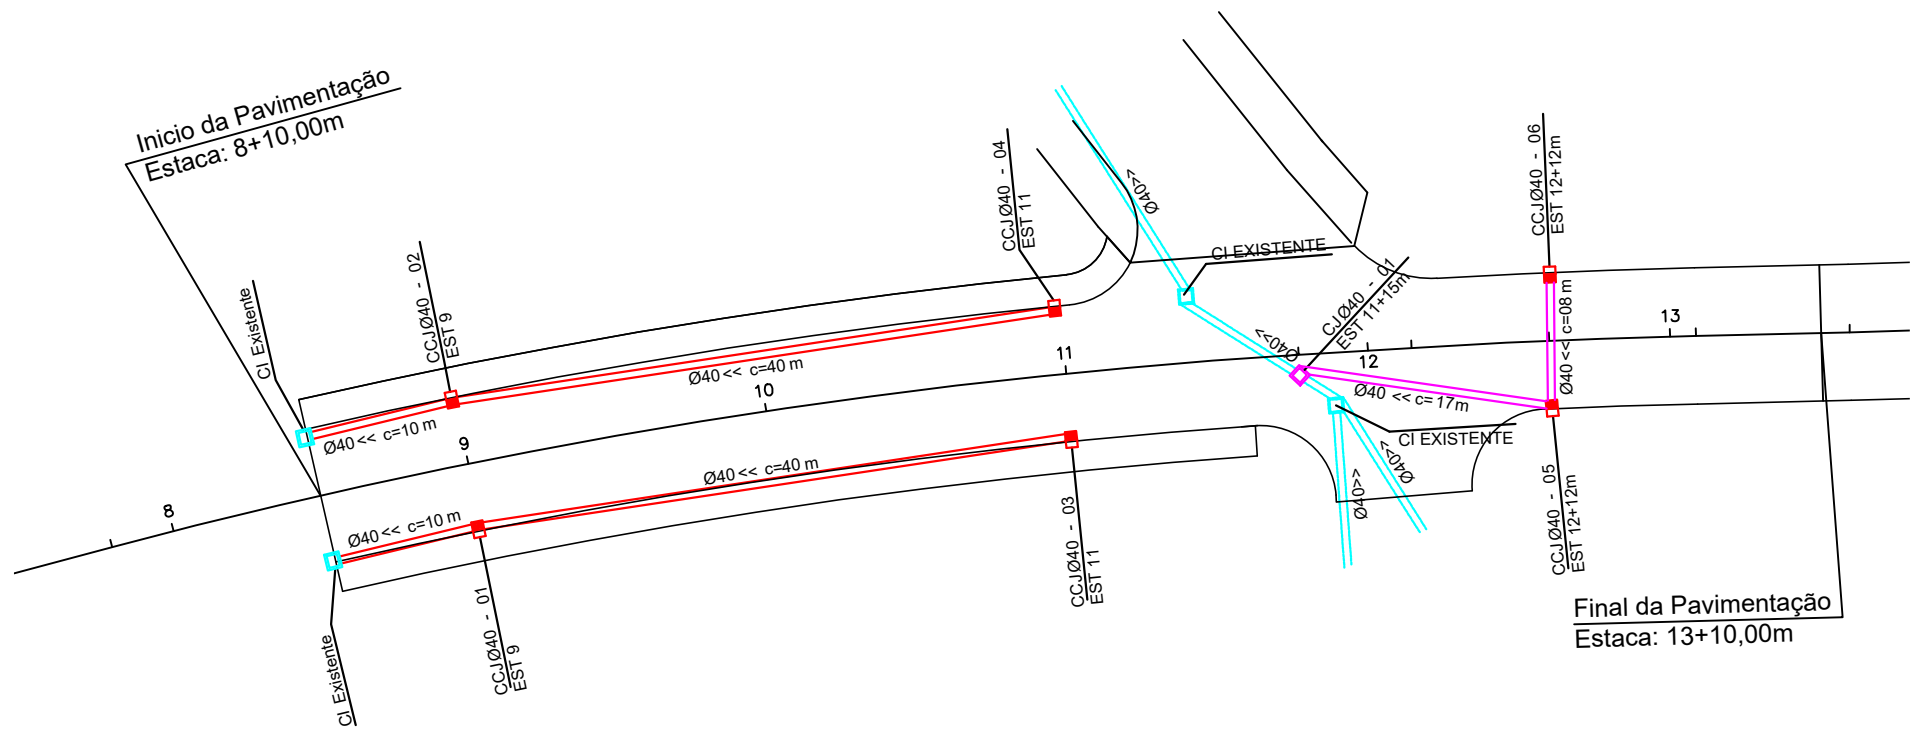 Inicio da Pavimentação
Estaca: 8+10,00m
CI Existente
CCJØ40 - 02
EST 9
CCJØ40 - 04
EST 11
Ø40>>
CI EXISTENTE
CJØ40 - 01
EST 11+15m
CCJØ40 - 06
EST 12+12m
Ø40 << c=10 m
Ø40 << c=40 m
Ø40>>
Ø40 << c=17m
Ø40 << c=08 m
8
9
10
11
12
13
Ø40 << c=10 m
Ø40 << c=40 m
CI EXISTENTE
Ø40>>
Ø40>>
CI Existente
CCJØ40 - 01
EST 9
CCJØ40 - 03
EST 11
CCJØ40 - 05
EST 12+12m
Final da Pavimentação
Estaca: 13+10,00m